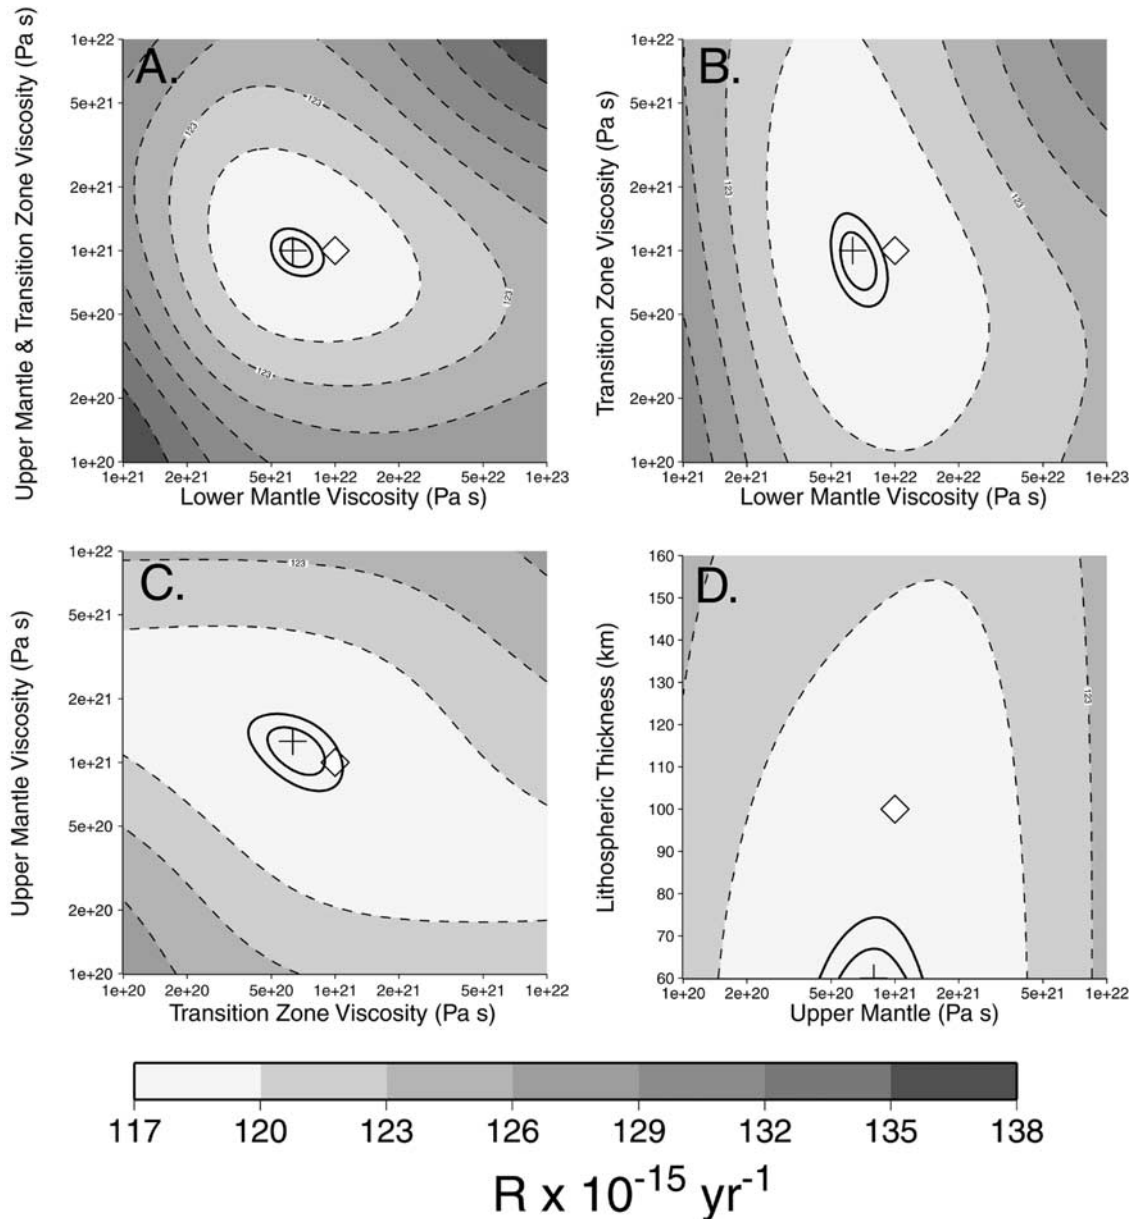 A.
Upper Mantle & Transition Zone Viscosity (Pa s)
1e+22
5e+21
2e+21
1e+21
5e+20
2e+20
1e+20
123
123
123
123
1e+21 2e+21 5e+21 1e+22 2e+22 5e+22 1e+23
Lower Mantle Viscosity (Pa s)
B.
Transition Zone Viscosity (Pa s)
1e+22
5e+21
2e+21
1e+21
5e+20
2e+20
1e+20
123
123
1e+21 2e+21 5e+21 1e+22 2e+22 5e+22 1e+23
Lower Mantle Viscosity (Pa s)
C.
Upper Mantle Viscosity (Pa s)
1e+22
5e+21
2e+21
1e+21
5e+20
2e+20
1e+20
123
1e+20 2e+20 5e+20 1e+21 2e+21 5e+21 1e+22
Transition Zone Viscosity (Pa s)
D.
Lithospheric Thickness (km)
160
150
140
130
120
110
100
90
80
70
60
123
1e+20 2e+20 5e+20 1e+21 2e+21 5e+21 1e+22
Upper Mantle (Pa s)
117 120 123 126 129 132 135 138
R x 10⁻¹⁵ yr⁻¹